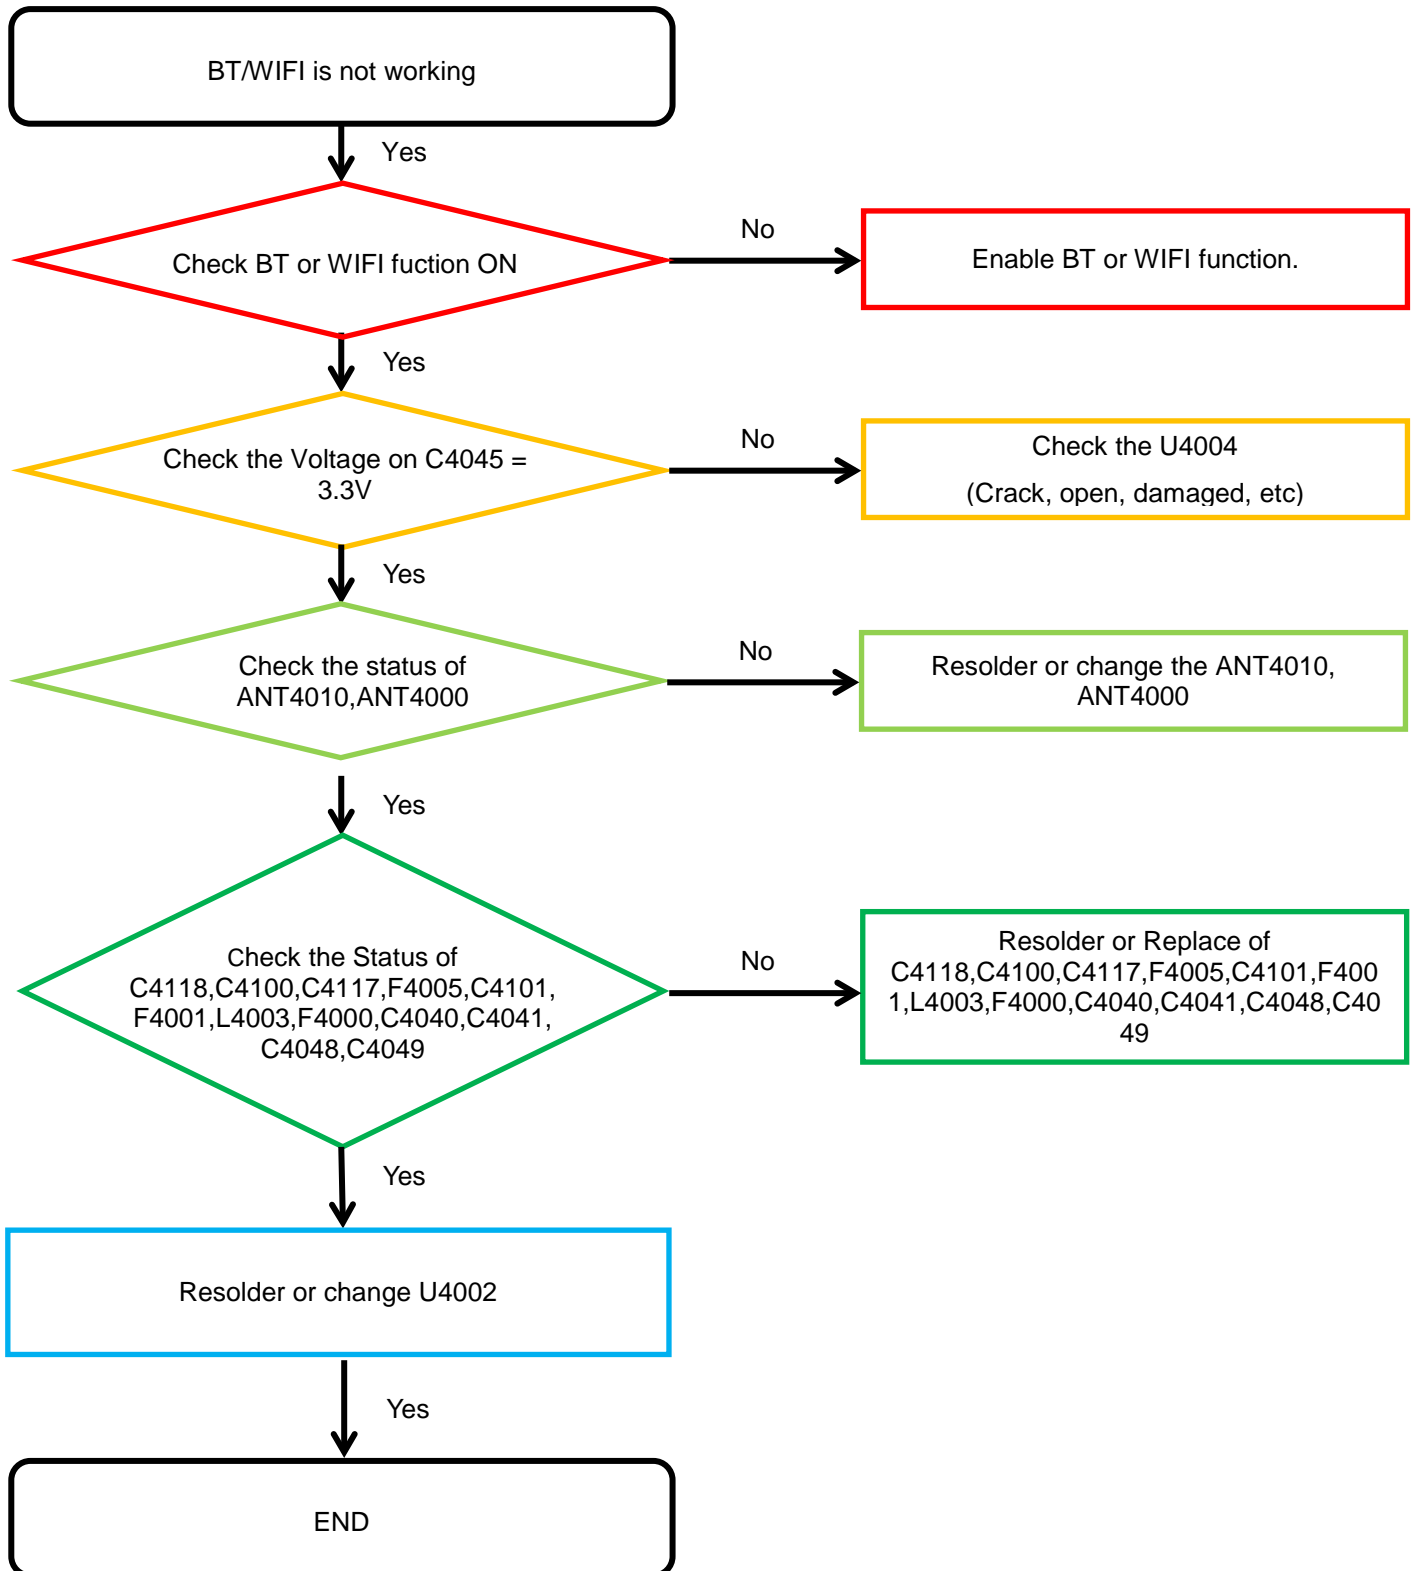 BT/WIFI is not working
Yes
Check BT or WIFI fuction ON
No
Enable BT or WIFI function.
Yes
Check the Voltage on C4045 =
3.3V
No
Check the U4004
(Crack, open, damaged, etc)
Yes
Check the status of
ANT4010,ANT4000
No
Resolder or change the ANT4010,
ANT4000
Yes
Check the Status of
C4118,C4100,C4117,F4005,C4101,
F4001,L4003,F4000,C4040,C4041,
C4048,C4049
No
Resolder or Replace of
C4118,C4100,C4117,F4005,C4101,F400
1,L4003,F4000,C4040,C4041,C4048,C40
49
Yes
Resolder or change U4002
Yes
END